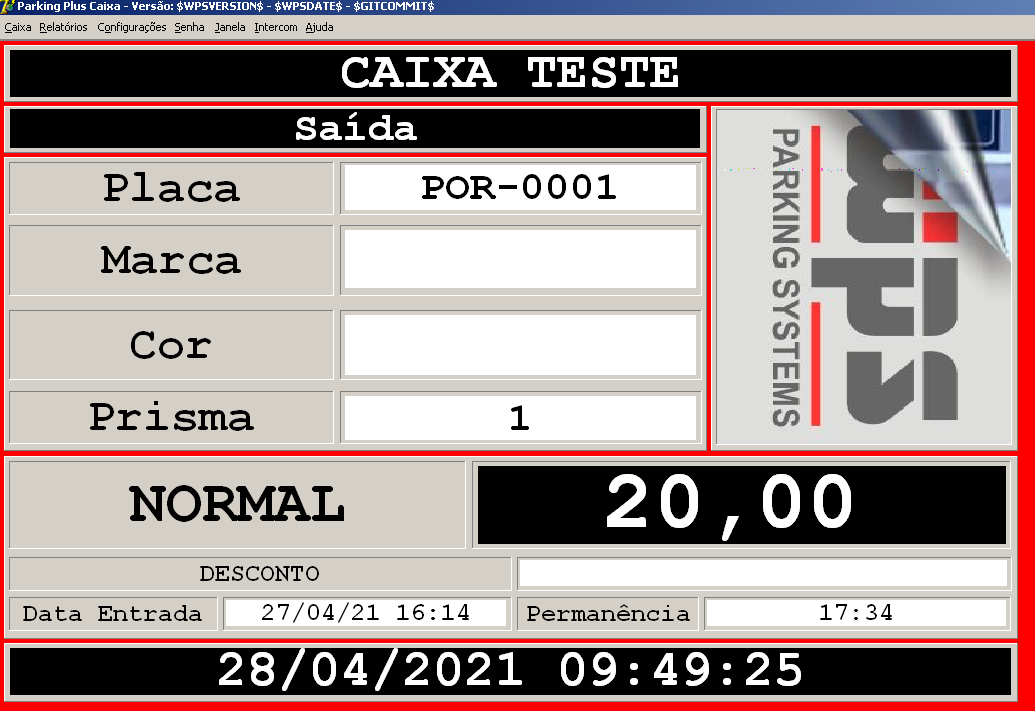 Parking Plus Caixa - Versão: $WPSVERSION$ - $WPSDATE$ - $GITCOMMIT$
Caixa Relatórios Configurações Senha Janela Intercom Ajuda
CAIXA TESTE
Saída
Placa POR-0001
Marca
Cor
Prisma 1
wps
PARKING SYSTEMS
NORMAL 20,00
DESCONTO
Data Entrada 27/04/21 16:14 Permanência 17:34
28/04/2021 09:49:25